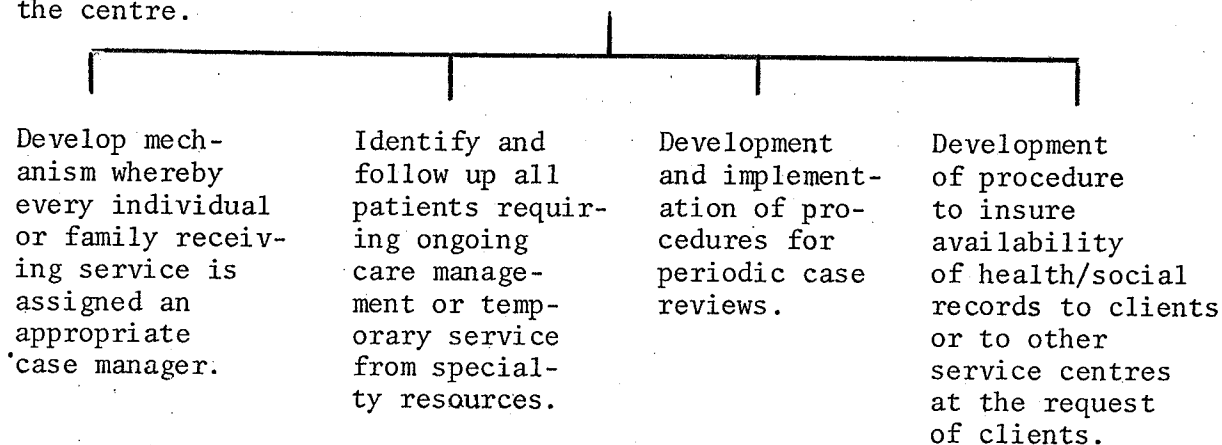 the centre.
Develop mech-
anism whereby
every individual
or family receiv-
ing service is
assigned an
appropriate
case manager.
Identify and
follow up all
patients requir-
ing ongoing
care manage-
ment or temp-
orary service
from special-
ty resources.
Development
and implement-
ation of pro-
cedures for
periodic case
reviews.
Development
of procedure
to insure
availability
of health/social
records to clients
or to other
service centres
at the request
of clients.